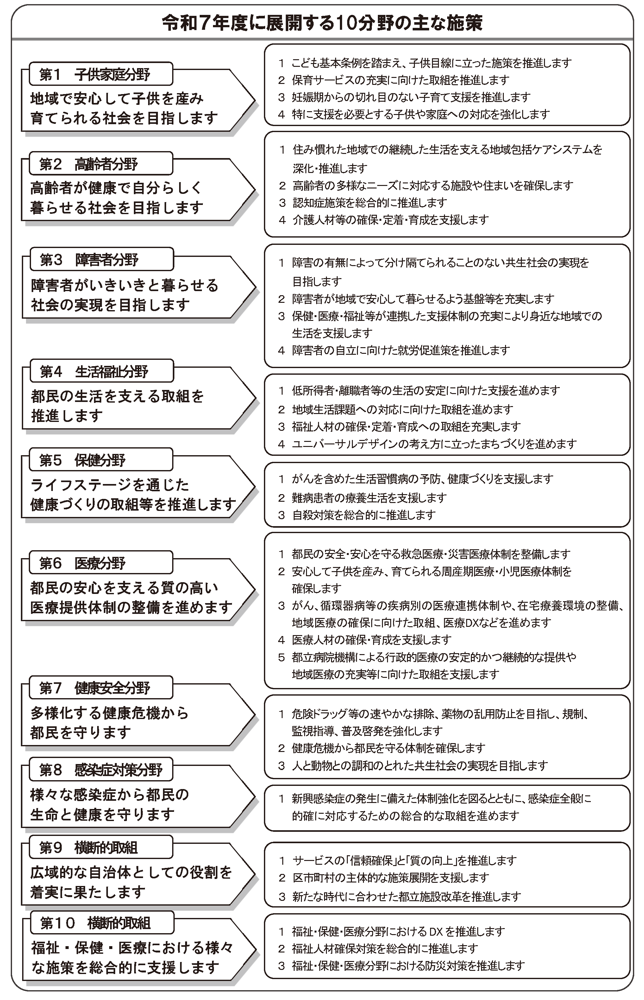 令和7年度に展開する10分野の主な施策
第1　子供家庭分野
地域で安心して子供を産み
育てられる社会を目指します
1　こども基本条例を踏まえ、子供目線に立った施策を推進します
2　保育サービスの充実に向けた取組を推進します
3　妊娠期からの切れ目のない子育て支援を推進します
4　特に支援を必要とする子供や家庭への対応を強化します
第2　高齢者分野
高齢者が健康で自分らしく
暮らせる社会を目指します
1　住み慣れた地域での継続した生活を支える地域包括ケアシステムを
深化・推進します
2　高齢者の多様なニーズに対応する施設や住まいを確保します
3　認知症施策を総合的に推進します
4　介護人材等の確保・定着・育成を支援します
第3　障害者分野
障害者がいきいきと暮らせる
社会の実現を目指します
1　障害の有無によって分け隔てられることのない共生社会の実現を
目指します
2　障害者が地域で安心して暮らせるよう基盤等を充実します
3　保健・医療・福祉等が連携した支援体制の充実により身近な地域での
生活を支援します
4　障害者の自立に向けた就労促進策を推進します
第4　生活福祉分野
都民の生活を支える取組を
推進します
1　低所得者・離職者等の生活の安定に向けた支援を進めます
2　地域生活課題への対応に向けた取組を進めます
3　福祉人材の確保・定着・育成への取組を充実します
4　ユニバーサルデザインの考え方に立ったまちづくりを進めます
第5　保健分野
ライフステージを通じた
健康づくりの取組等を推進します
1　がんを含めた生活習慣病の予防、健康づくりを支援します
2　難病患者の療養生活を支援します
3　自殺対策を総合的に推進します
第6　医療分野
都民の安心を支える質の高い
医療提供体制の整備を進めます
1　都民の安全・安心を守る救急医療・災害医療体制を整備します
2　安心して子供を産み、育てられる周産期医療・小児医療体制を
確保します
3　がん、循環器病等の疾病別の医療連携体制や、在宅療養環境の整備、
地域医療の確保に向けた取組、医療DXなどを進めます
4　医療人材の確保・育成を支援します
5　都立病院機構による行政的医療の安定的かつ継続的な提供や
地域医療の充実等に向けた取組を支援します
第7　健康安全分野
多様化する健康危機から
都民を守ります
1　危険ドラッグ等の速やかな排除、薬物の乱用防止を目指し、規制、
監視指導、普及啓発を強化します
2　健康危機から都民を守る体制を確保します
3　人と動物との調和のとれた共生社会の実現を目指します
第8　感染症対策分野
様々な感染症から都民の
生命と健康を守ります
1　新興感染症の発生に備えた体制強化を図るとともに、感染症全般に
的確に対応するための総合的な取組を進めます
第9　横断的取組
広域的な自治体としての役割を
着実に果たします
1　サービスの「信頼確保」と「質の向上」を推進します
2　区市町村の主体的な施策展開を支援します
3　新たな時代に合わせた都立施設改革を推進します
第10　横断的取組
福祉・保健・医療における様々
な施策を総合的に支援します
1　福祉・保健・医療分野における DX を推進します
2　福祉人材確保対策を総合的に推進します
3　福祉・保健・医療分野における防災対策を推進します